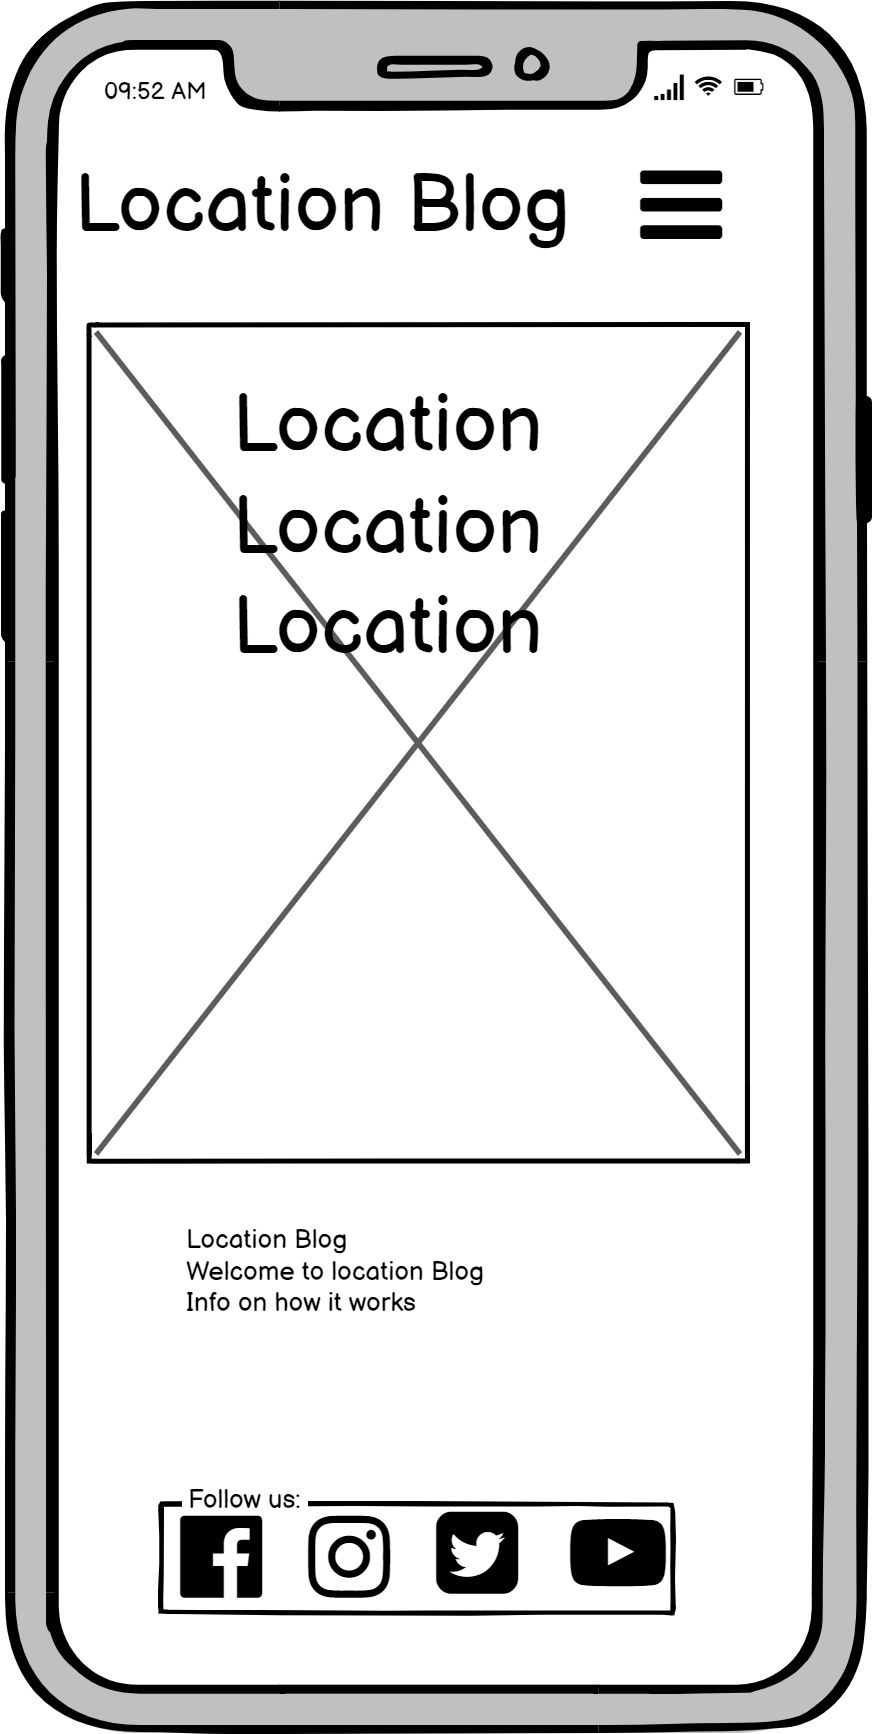 09:52 AM
Location Blog
Location
Location
Location
Location Blog
Welcome to location Blog
Info on how it works
Follow us: